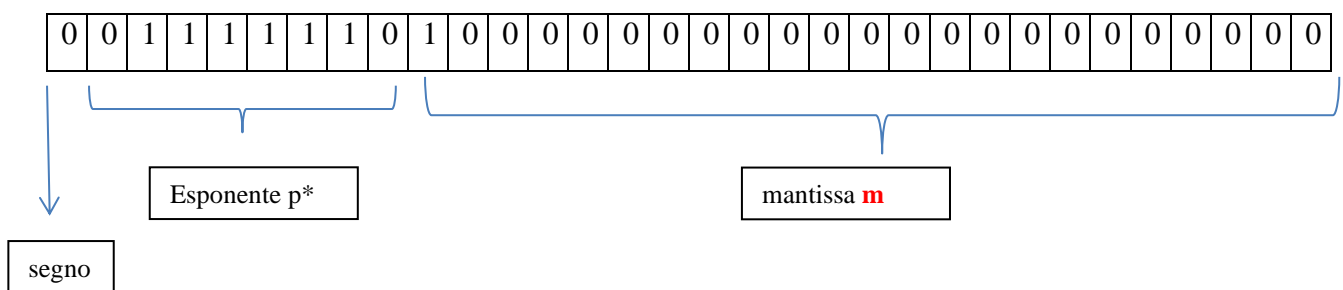 0 0 1 1 1 1 1 1 0 1 0 0 0 0 0 0 0 0 0 0 0 0 0 0 0 0 0 0 0 0 0 0
Esponente p*
mantissa m
segno